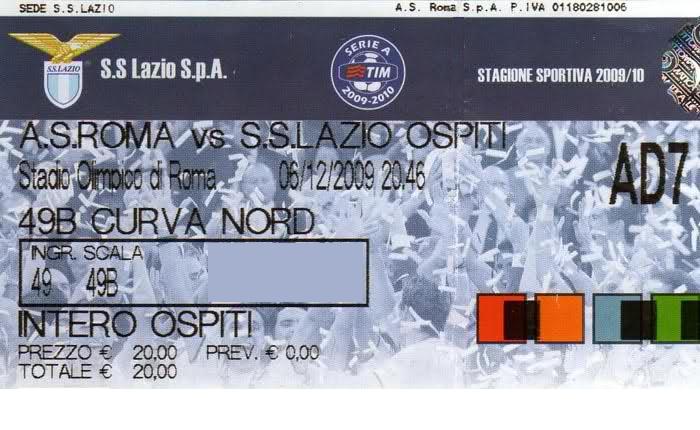 SEDE S.S.LAZIO
A.S. Roma S.p.A. P.IVA 01180281006
S.S.LAZIO
S.S Lazio S.p.A.
SERIE A
TIM
2009-2010
STAGIONE SPORTIVA 2009/10
A.S.ROMA vs S.S.LAZIO OSPITI
Stadio Olimpico di Roma 06/12/2009 20.46
AD7
49B CURVA NORD
INGR. SCALA
49 49B
INTERO OSPITI
PREZZO € 20,00 PREV. € 0,00
TOTALE € 20,00